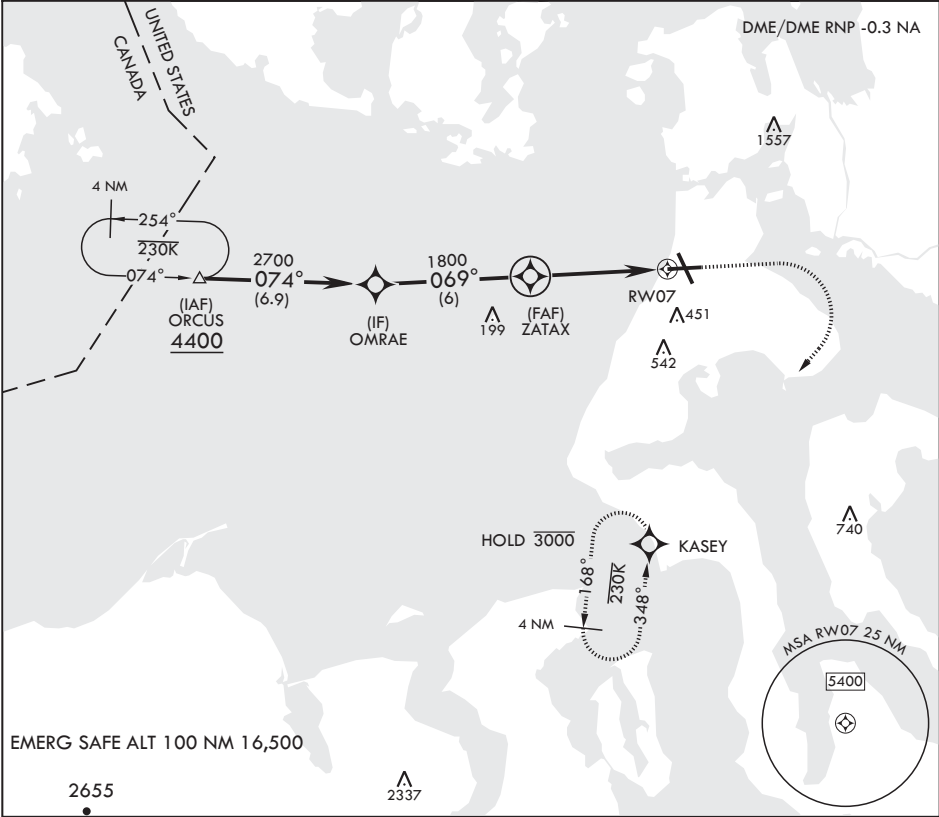 DME/DME RNP -0.3 NA
UNITED STATES
CANADA
1557
4 NM
254°
230K
074°
(IAF)
ORCUS
4400
2700
074°
(6.9)
(IF)
OMRAE
1800
069°
(6)
199
(FAF)
ZATAX
RW07
451
542
HOLD 3000
KASEY
168°
230K
348°
4 NM
740
MSA RW07 25 NM
5400
EMERG SAFE ALT 100 NM 16,500
2655
2337